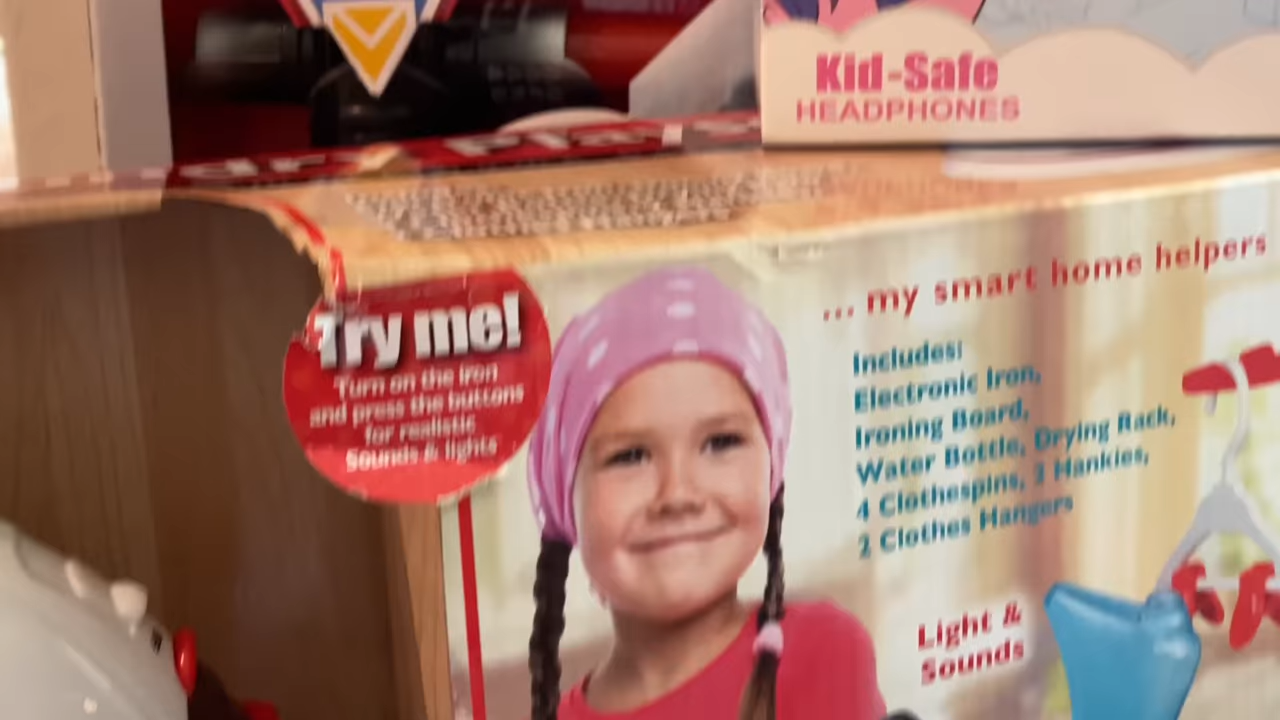 Kid-Safe
HEADPHONES
... my smart home helpers
Try me!
Turn on the iron
and press the buttons
for realistic
Sounds & lights
Includes:
Electronic Iron,
Ironing Board,
Water Bottle, Drying Rack,
4 Clothespins, 2 Hankies,
2 Clothes Hangers
Light &
Sounds